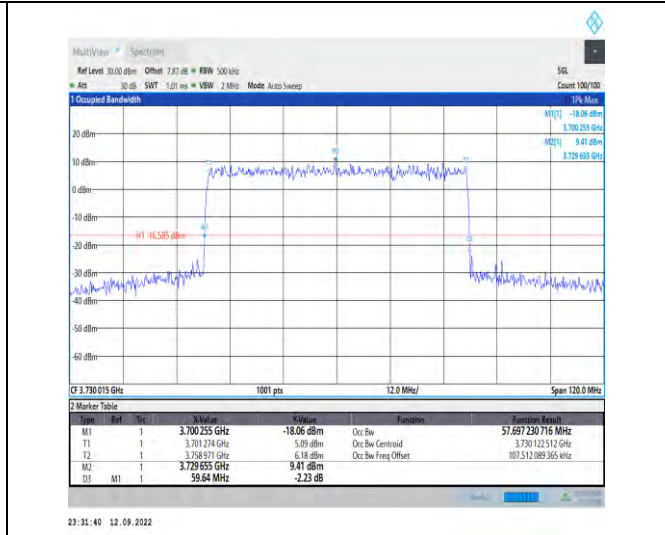 MultiView Spectrum
Ref Level 30.00 dBm Offset 7.87 dB RBW 500 kHz SGL
Att 30 dB SWT 1.01 ms VBW 2 MHz Mode Auto Sweep Count 100/100
1 Occupied Bandwidth 1Pk Max
M1[1] -18.06 dBm
3.700 255 GHz
20 dBm
M2[1] 9.41 dBm
3.729 655 GHz
M2
10 dBm
T1 T2
0 dBm
-10 dBm
M1
H1 -16.585 dBm
D3
-20 dBm
-30 dBm
-40 dBm
-50 dBm
-60 dBm
CF 3.730 015 GHz 1001 pts 12.0 MHz/ Span 120.0 MHz
2 Marker Table
Type Ref Trc X-Value Y-Value Function Function Result
M1 1 3.700 255 GHz -18.06 dBm Occ Bw 57.697 230 716 MHz
T1 1 3.701 274 GHz 5.09 dBm Occ Bw Centroid 3.730 122 512 GHz
T2 1 3.758 971 GHz 6.18 dBm Occ Bw Freq Offset 107.512 089 365 kHz
M2 1 3.729 655 GHz 9.41 dBm
D3 M1 1 59.64 MHz -2.23 dB
23:31:40 12.09.2022